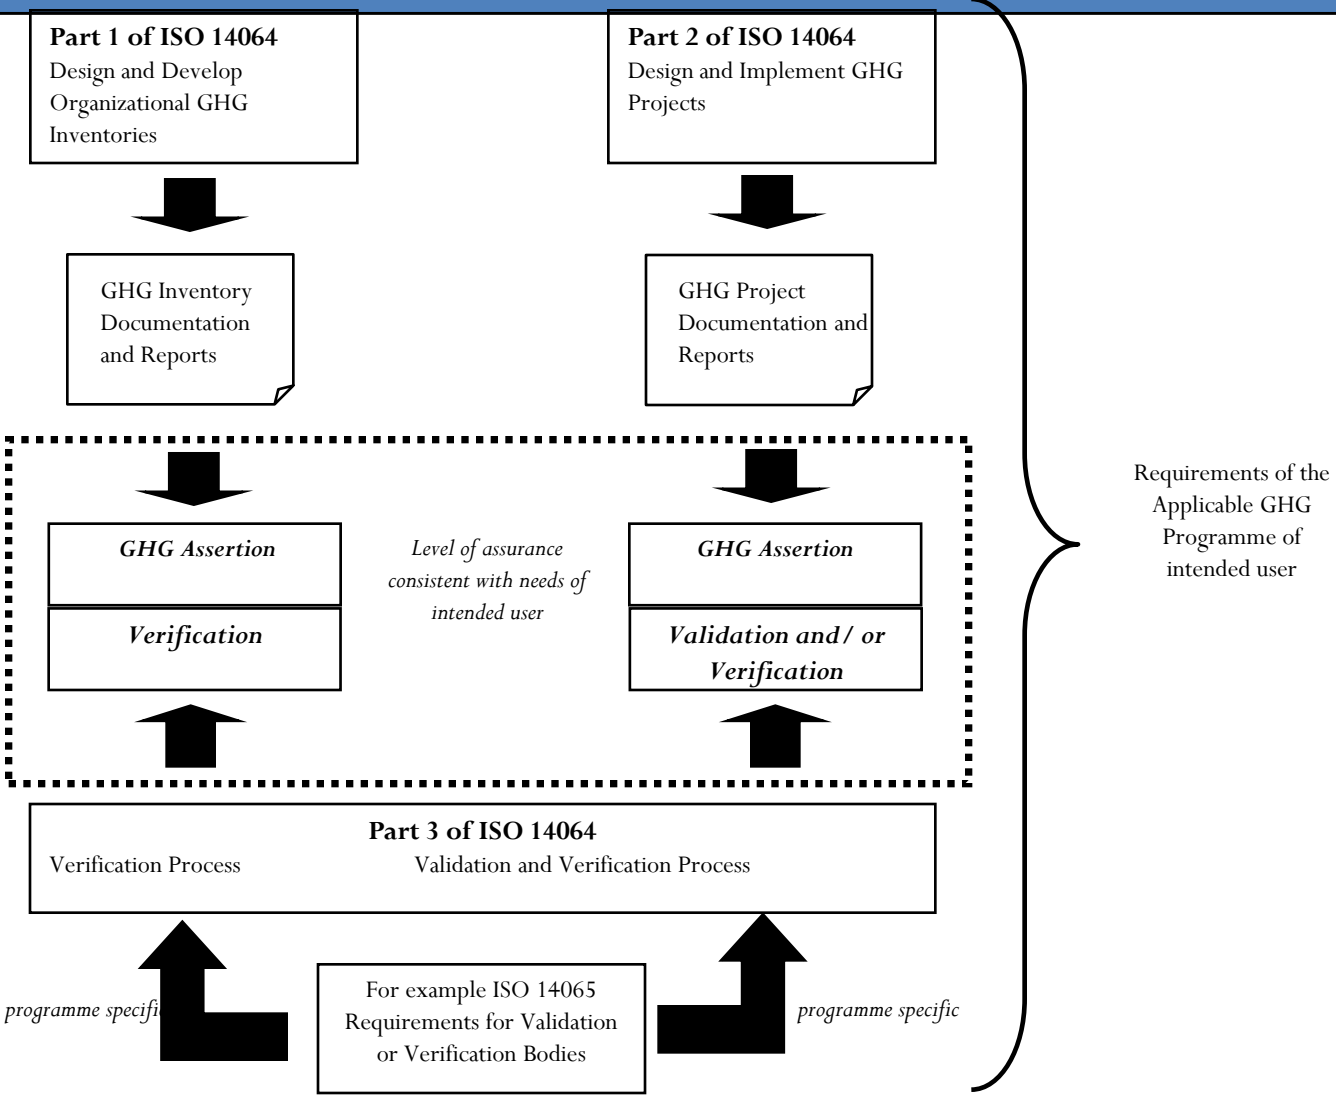 Part 1 of ISO 14064
Design and Develop
Organizational GHG
Inventories
Part 2 of ISO 14064
Design and Implement GHG
Projects
GHG Inventory
Documentation
and Reports
GHG Project
Documentation and
Reports
GHG Assertion
Verification
Level of assurance
consistent with needs of
intended user
GHG Assertion
Validation and/ or
Verification
Requirements of the
Applicable GHG
Programme of
intended user
Part 3 of ISO 14064
Verification Process
Validation and Verification Process
programme specific
For example ISO 14065
Requirements for Validation
or Verification Bodies
programme specific